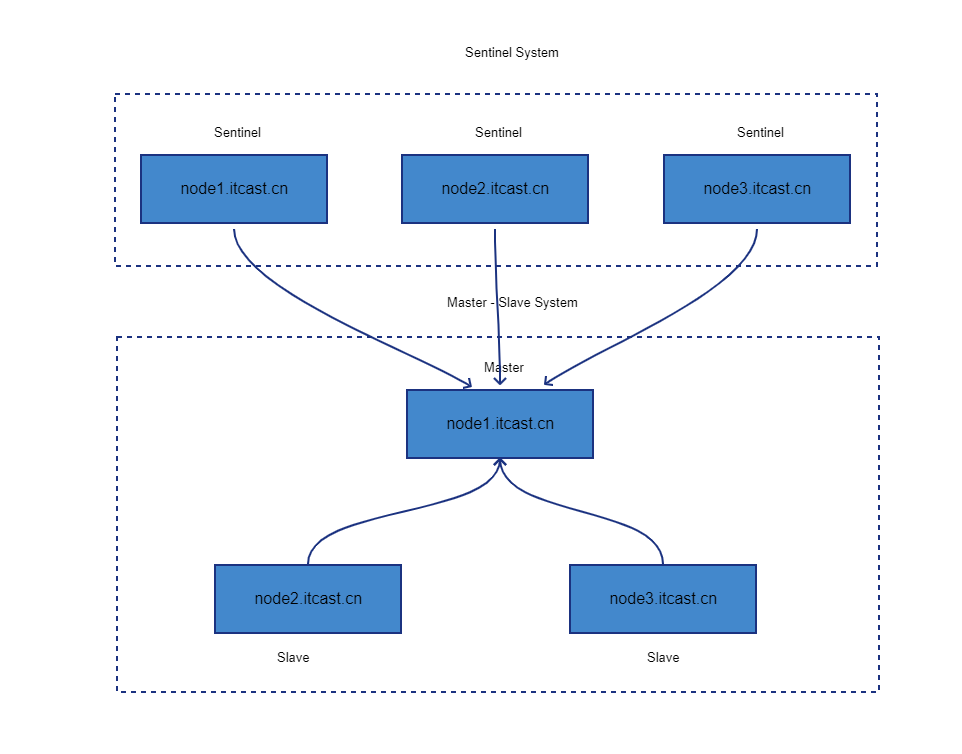 Sentinel System
Sentinel
Sentinel
Sentinel
node1.itcast.cn
node2.itcast.cn
node3.itcast.cn
Master - Slave System
Master
node1.itcast.cn
node2.itcast.cn
node3.itcast.cn
Slave
Slave